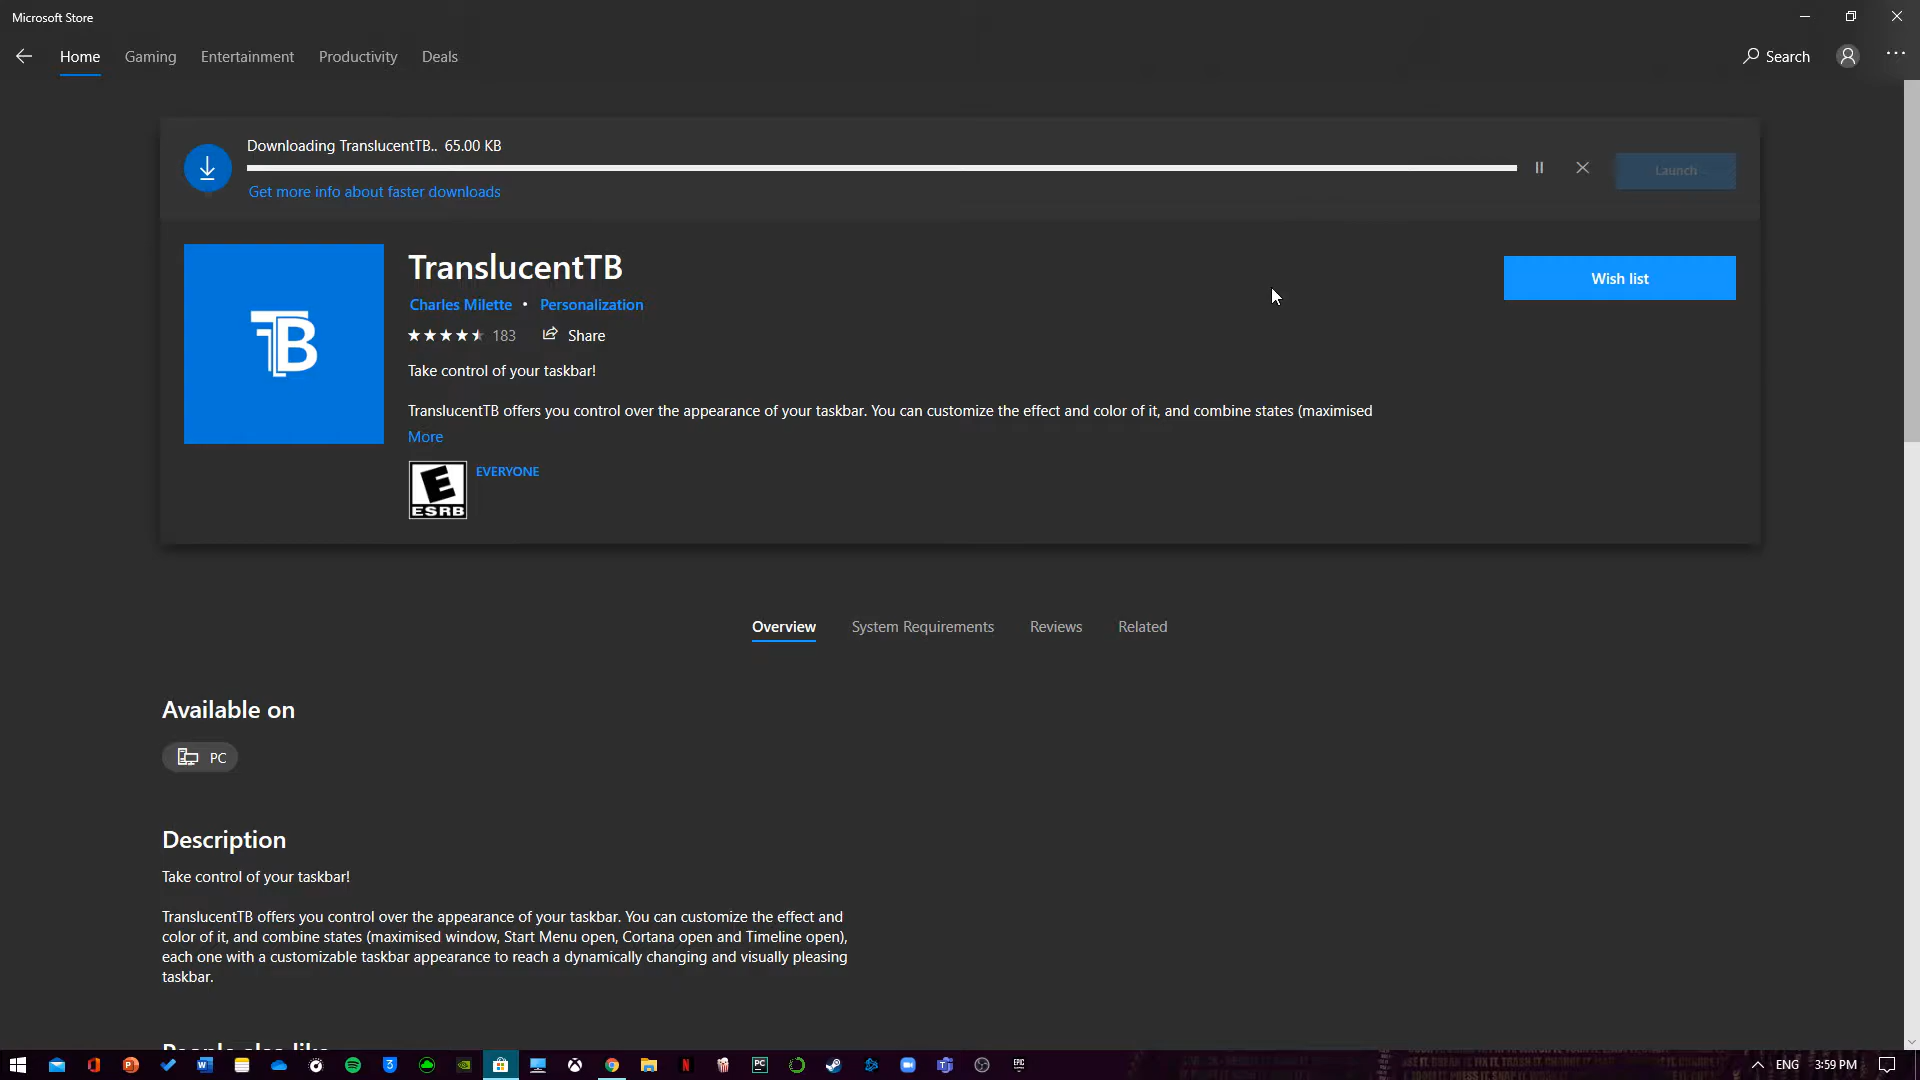 Microsoft Store
Home Gaming Entertainment Productivity Deals
Search
Downloading TranslucentTB.. 65.00 KB
Launch
Get more info about faster downloads
TB
TranslucentTB
Wish list
Charles Milette • Personalization
183 Share
Take control of your taskbar!
TranslucentTB offers you control over the appearance of your taskbar. You can customize the effect and color of it, and combine states (maximised
More
E
ESRB
EVERYONE
Overview System Requirements Reviews Related
Available on
PC
Description
Take control of your taskbar!
TranslucentTB offers you control over the appearance of your taskbar. You can customize the effect and
color of it, and combine states (maximised window, Start Menu open, Cortana open and Timeline open),
each one with a customizable taskbar appearance to reach a dynamically changing and visually pleasing
taskbar.
People also like
ENG 3:59 PM